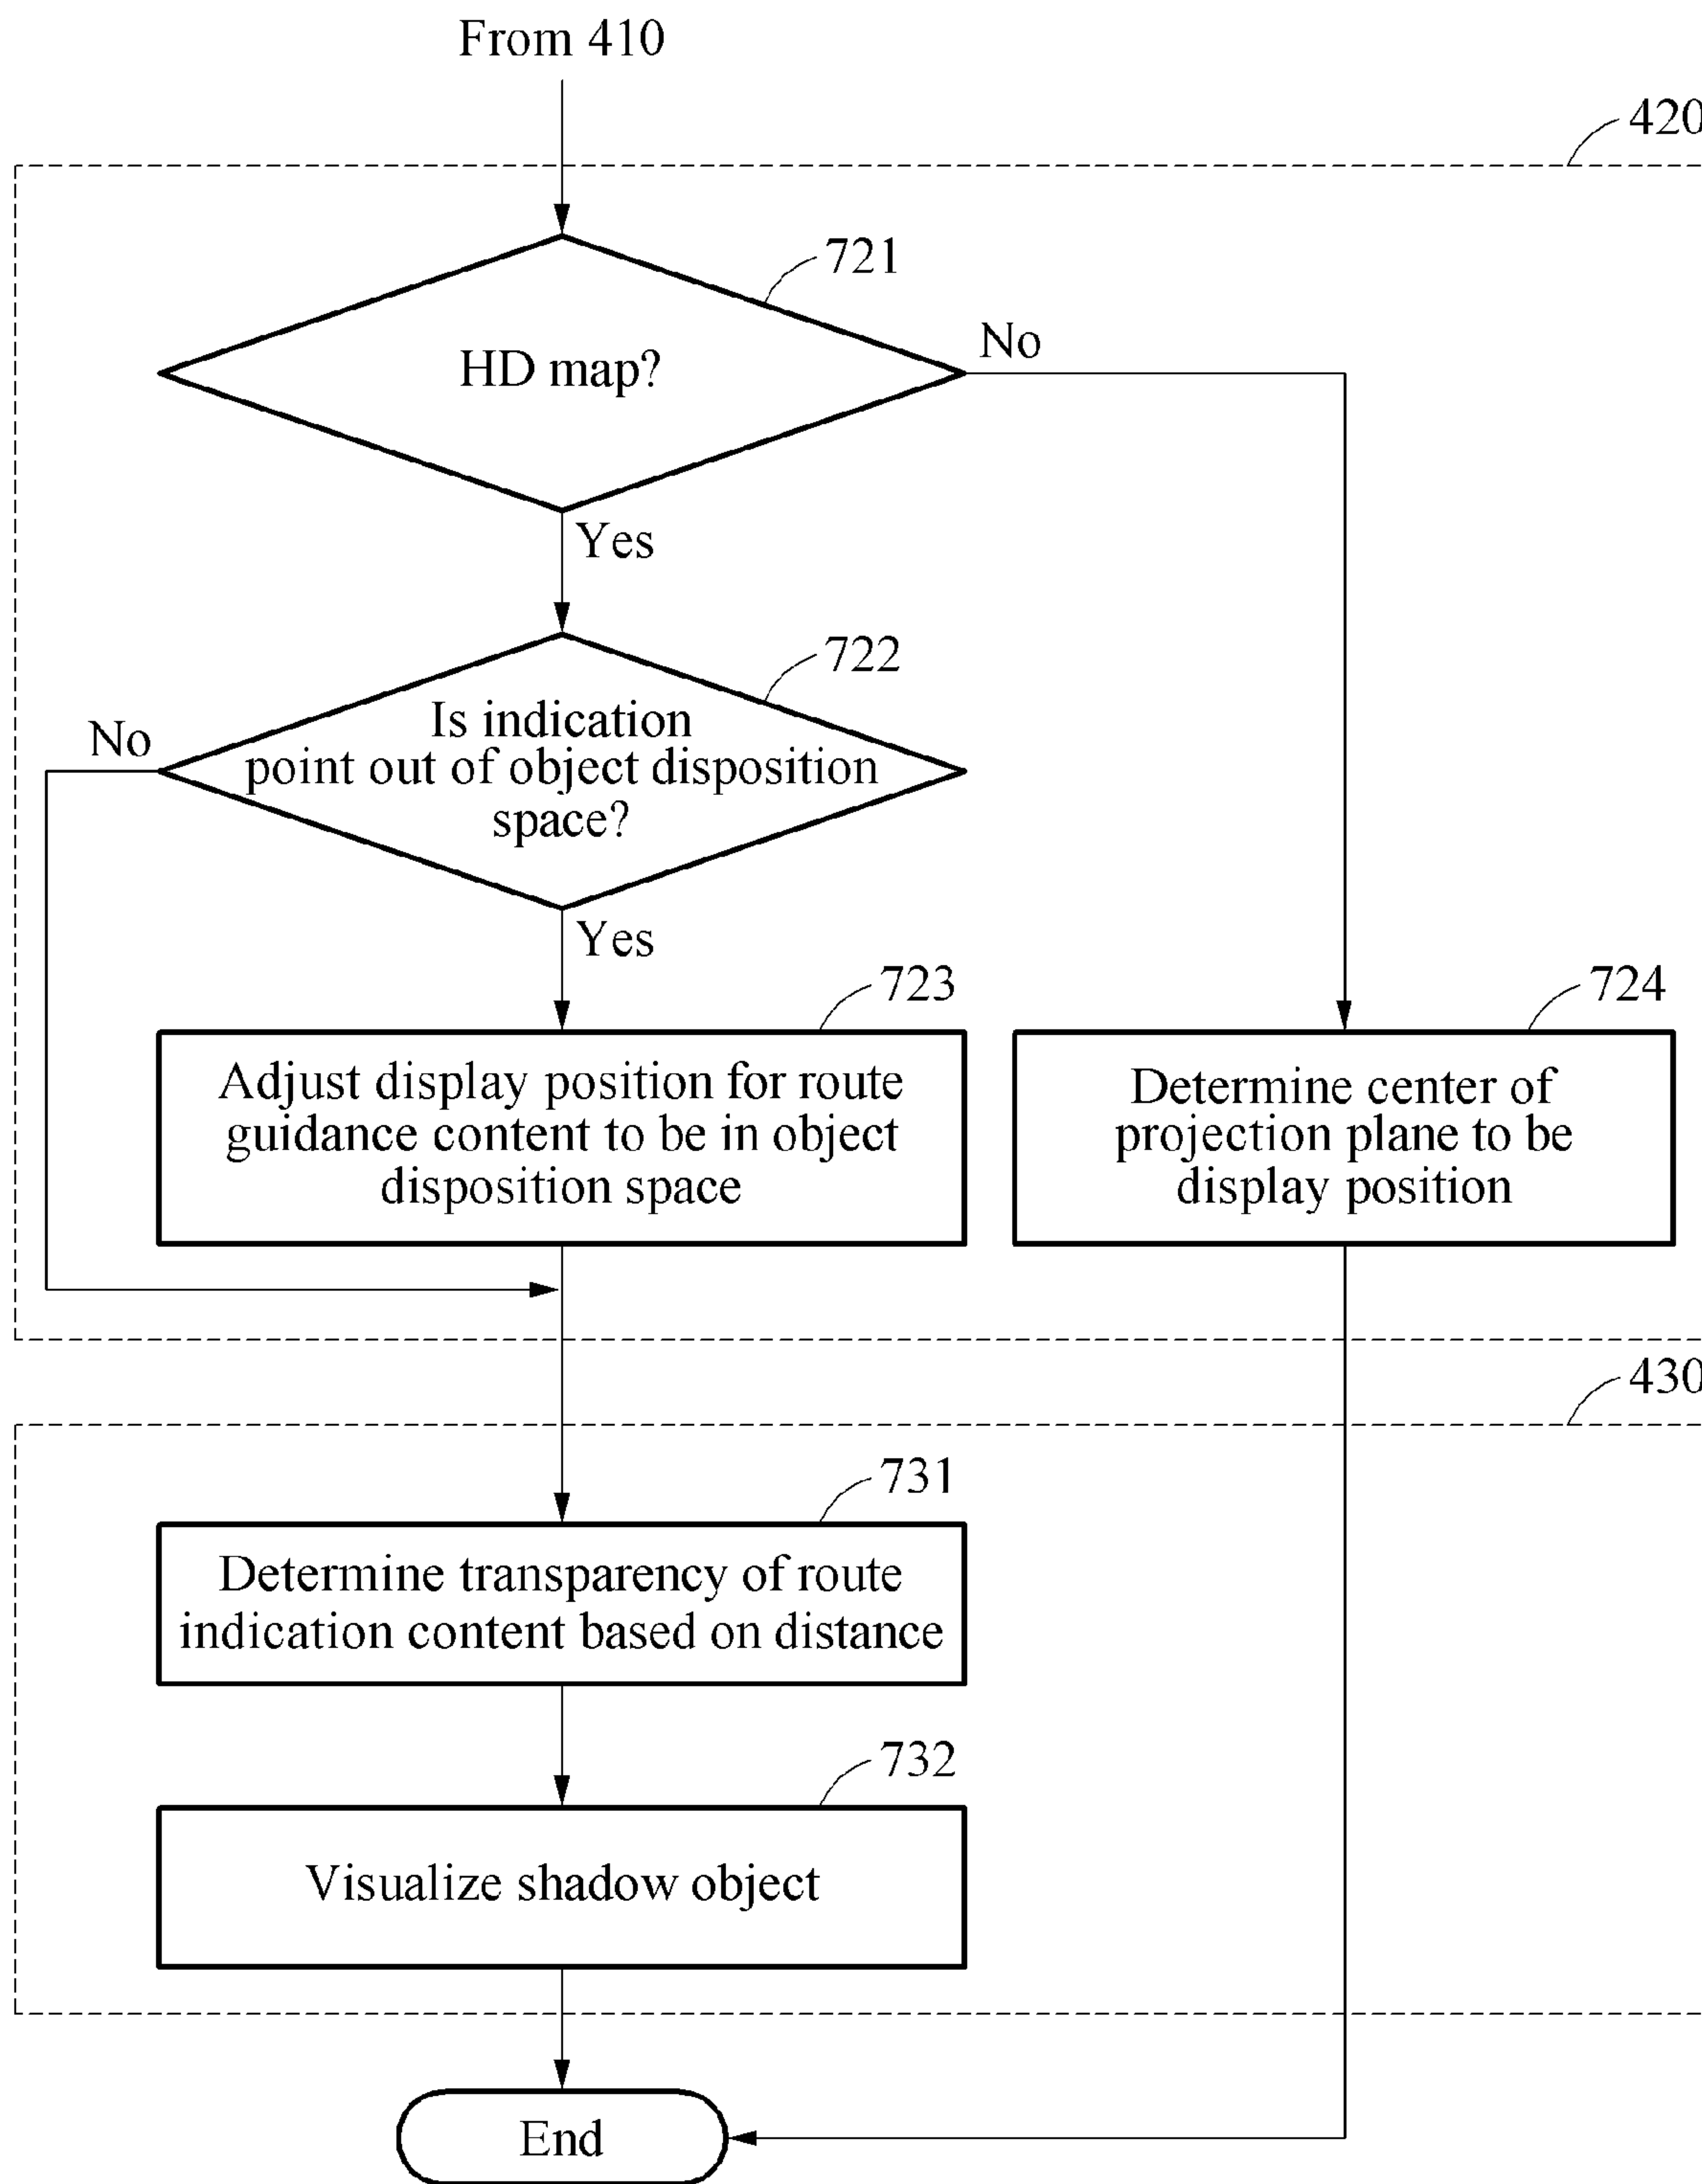 From 410
420
721
HD map?
No
Yes
722
Is indication
point out of object disposition
space?
No
Yes
723
Adjust display position for route
guidance content to be in object
disposition space
724
Determine center of
projection plane to be
display position
430
731
Determine transparency of route
indication content based on distance
732
Visualize shadow object
End